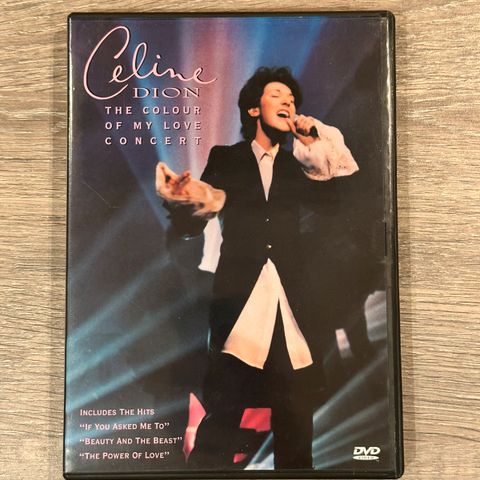 Celine
DION
THE COLOUR
OF MY LOVE
CONCERT
INCLUDES THE HITS
"IF YOU ASKED ME TO"
"BEAUTY AND THE BEAST"
"THE POWER OF LOVE"
DVD
VIDEO